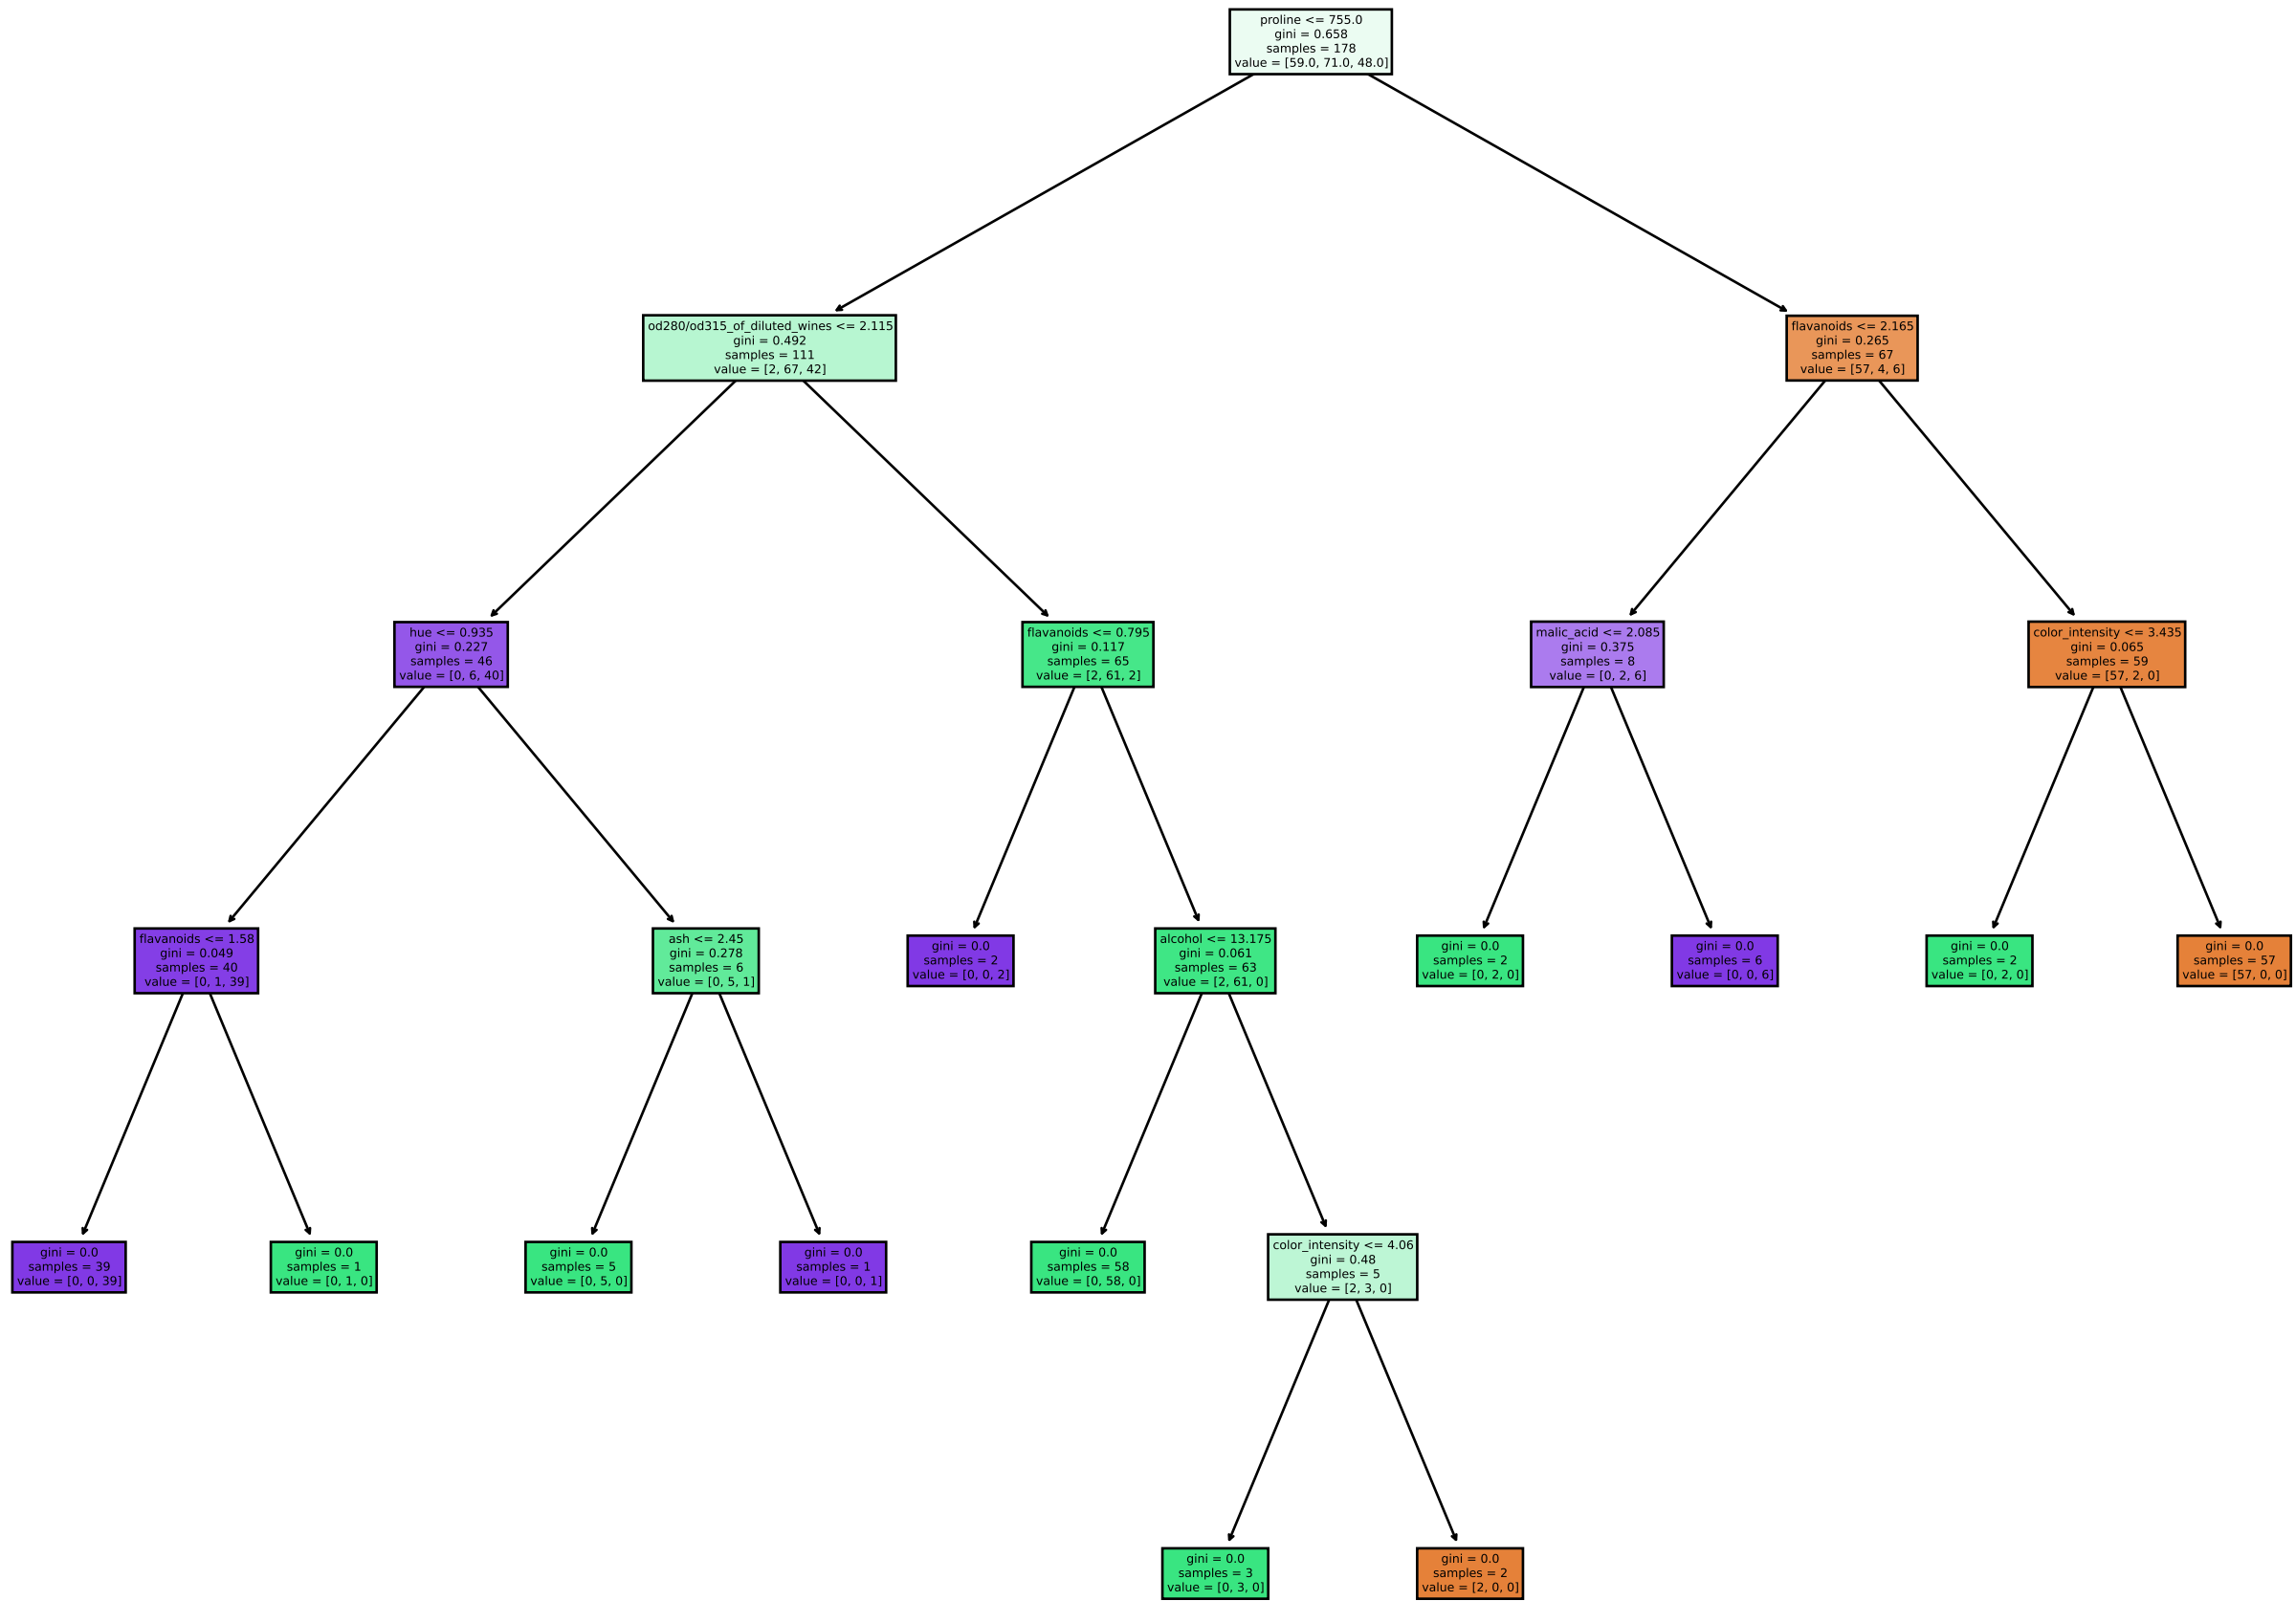 proline <= 755.0
gini = 0.658
samples = 178
value = [59.0, 71.0, 48.0]
od280/od315_of_diluted_wines <= 2.115
gini = 0.492
samples = 111
value = [2, 67, 42]
flavanoids <= 2.165
gini = 0.265
samples = 67
value = [57, 4, 6]
hue <= 0.935
gini = 0.227
samples = 46
value = [0, 6, 40]
flavanoids <= 0.795
gini = 0.117
samples = 65
value = [2, 61, 2]
malic_acid <= 2.085
gini = 0.375
samples = 8
value = [0, 2, 6]
color_intensity <= 3.435
gini = 0.065
samples = 59
value = [57, 2, 0]
flavanoids <= 1.58
gini = 0.049
samples = 40
value = [0, 1, 39]
ash <= 2.45
gini = 0.278
samples = 6
value = [0, 5, 1]
gini = 0.0
samples = 2
value = [0, 0, 2]
alcohol <= 13.175
gini = 0.061
samples = 63
value = [2, 61, 0]
gini = 0.0
samples = 2
value = [0, 2, 0]
gini = 0.0
samples = 6
value = [0, 0, 6]
gini = 0.0
samples = 2
value = [0, 2, 0]
gini = 0.0
samples = 57
value = [57, 0, 0]
gini = 0.0
samples = 39
value = [0, 0, 39]
gini = 0.0
samples = 1
value = [0, 1, 0]
gini = 0.0
samples = 5
value = [0, 5, 0]
gini = 0.0
samples = 1
value = [0, 0, 1]
gini = 0.0
samples = 58
value = [0, 58, 0]
color_intensity <= 4.06
gini = 0.48
samples = 5
value = [2, 3, 0]
gini = 0.0
samples = 3
value = [0, 3, 0]
gini = 0.0
samples = 2
value = [2, 0, 0]